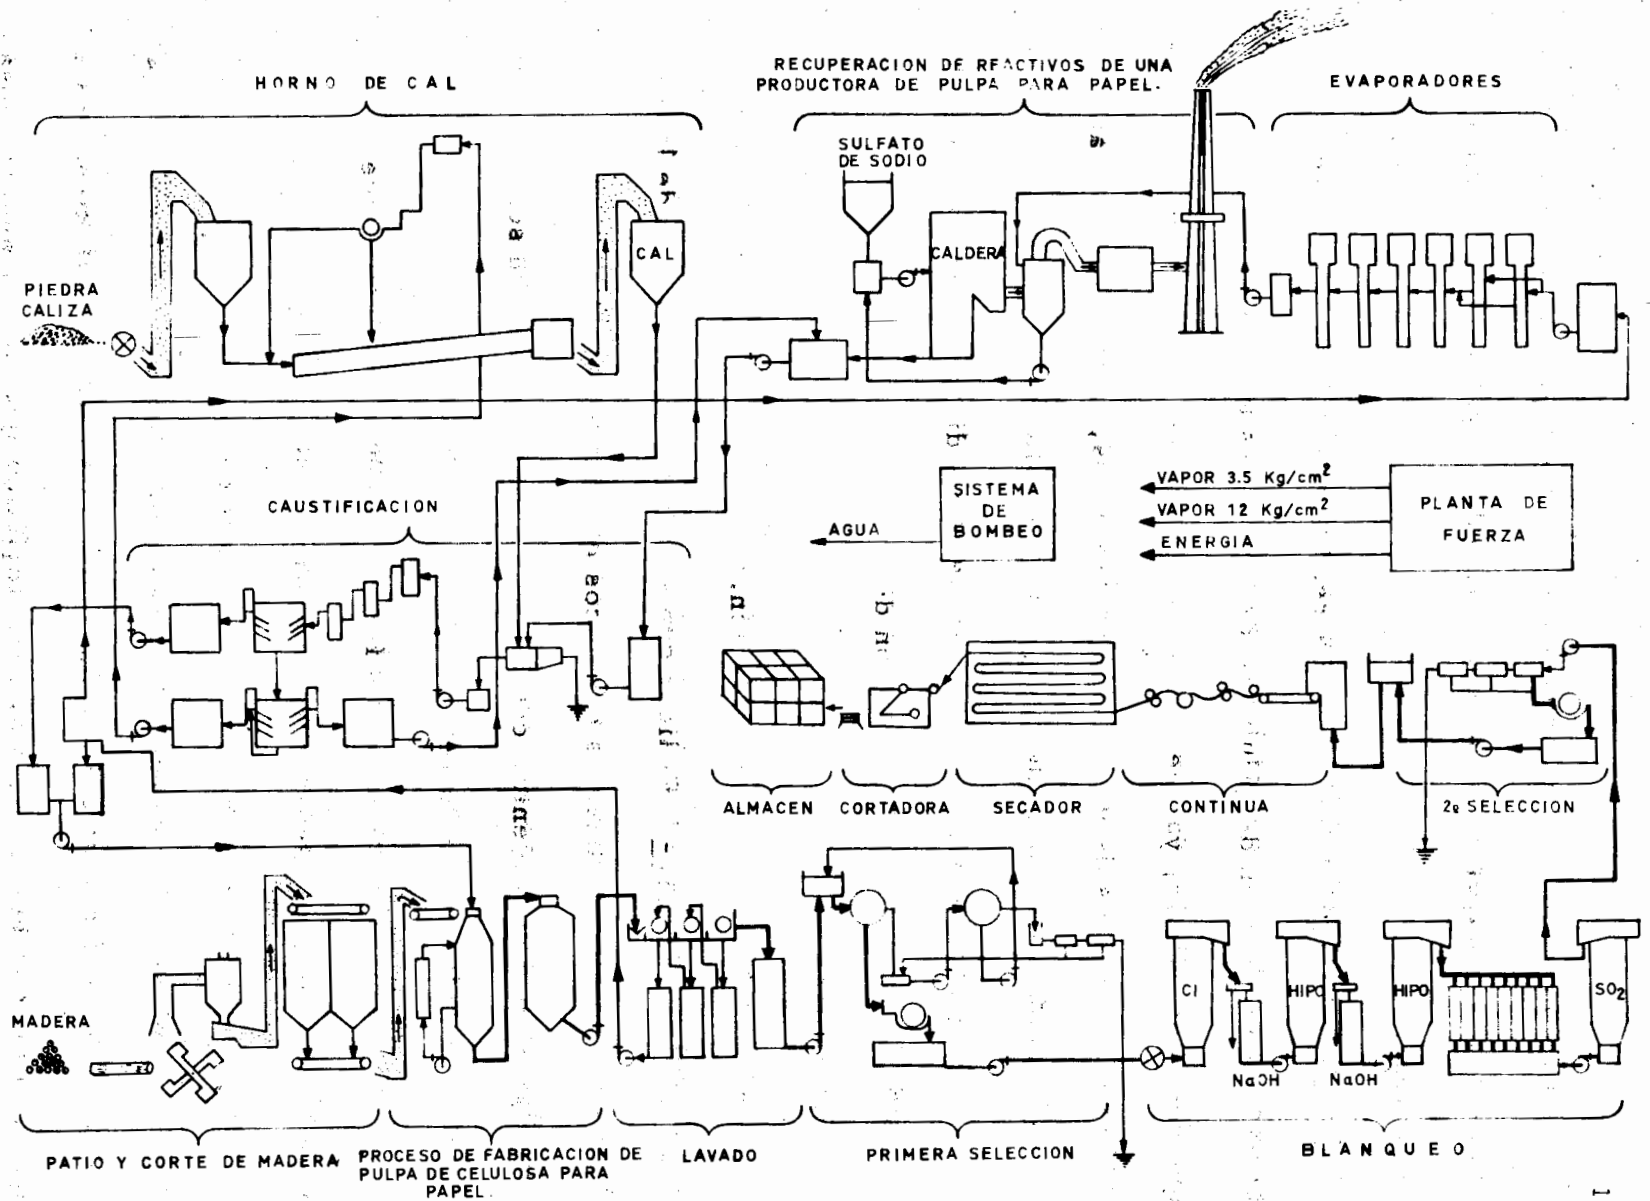 HORNO DE CAL
RECUPERACION DE REACTIVOS DE UNA
PRODUCTORA DE PULPA PARA PAPEL.
EVAPORADORES
SULFATO
DE SODIO
CALDERA
CAL
PIEDRA
CALIZA
CAUSTIFICACION
SISTEMA
DE
BOMBEO
AGUA
VAPOR 3.5 Kg/cm²
VAPOR 12 Kg/cm²
ENERGIA
PLANTA DE
FUERZA
ALMACEN
CORTADORA
SECADOR
CONTINUA
2ª SELECCION
MADERA
Cl
HIPO
HIPO
SO₂
NaOH
NaOH
PATIO Y CORTE DE MADERA
PROCESO DE FABRICACION DE
PULPA DE CELULOSA PARA
PAPEL.
LAVADO
PRIMERA SELECCION
BLANQUEO